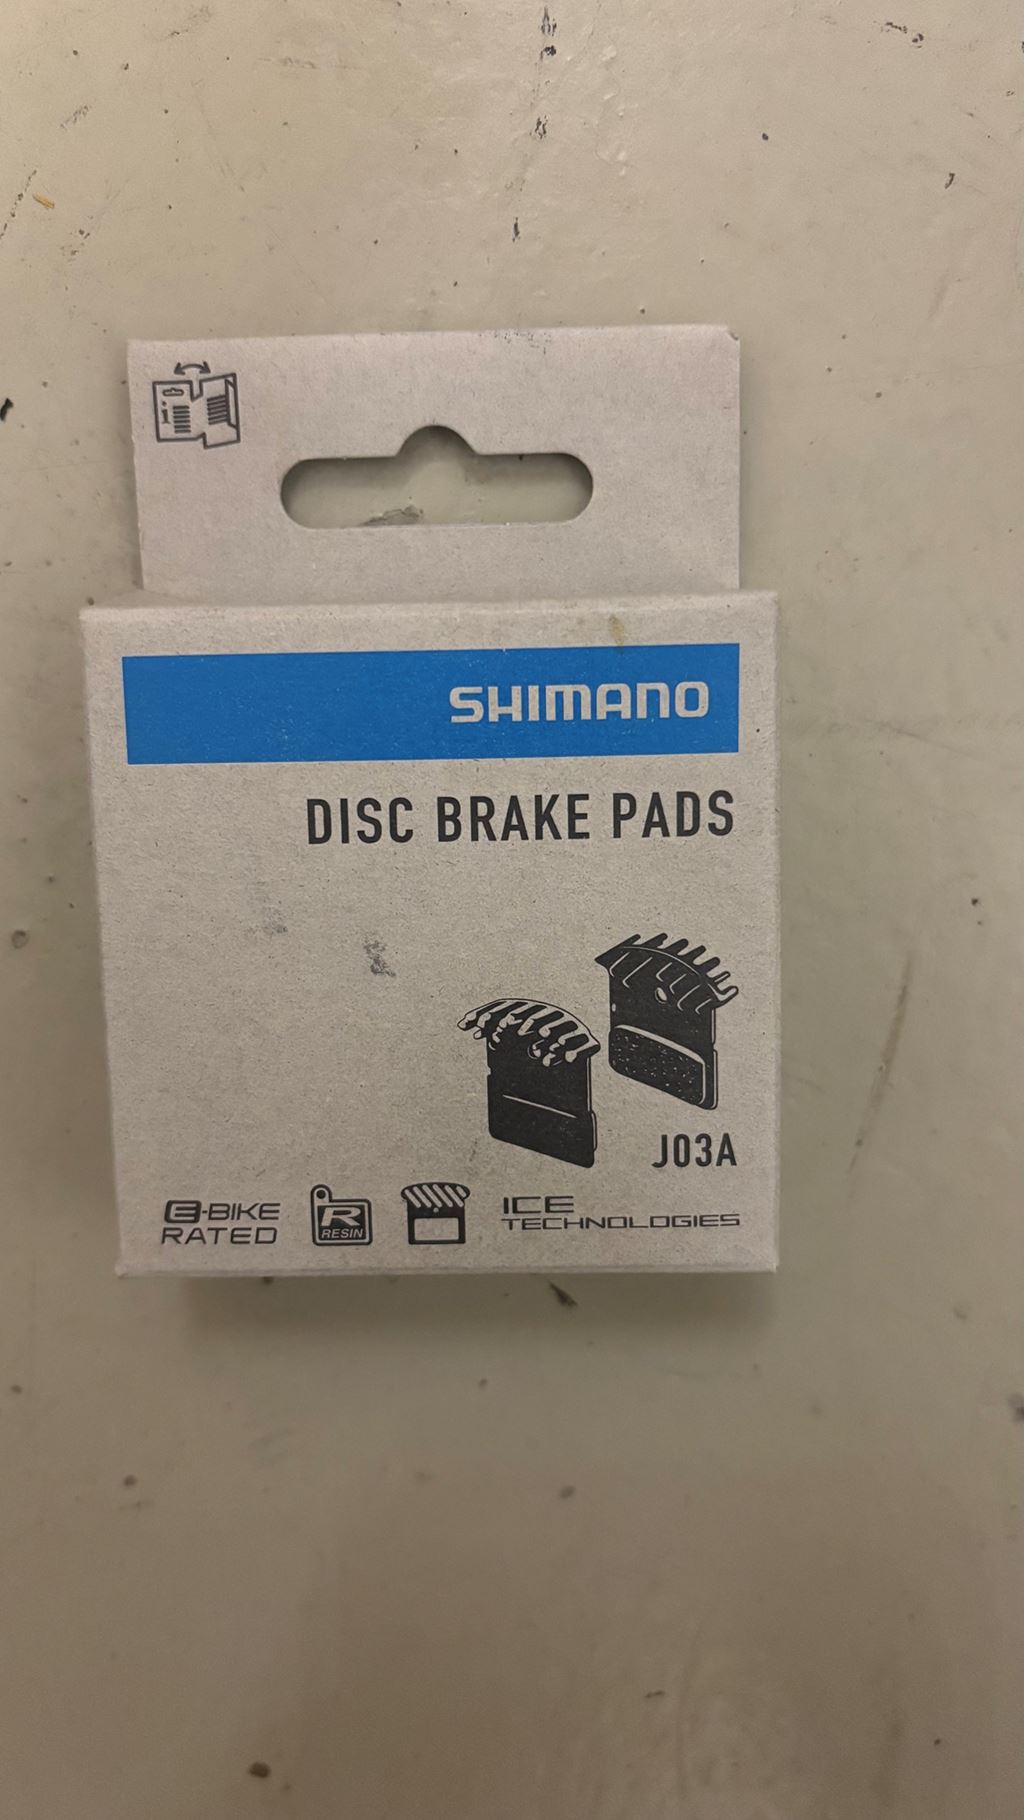 i
SHIMANO
DISC BRAKE PADS
J03A
E-BIKE
RATED
R
RESIN
ICE
TECHNOLOGIES